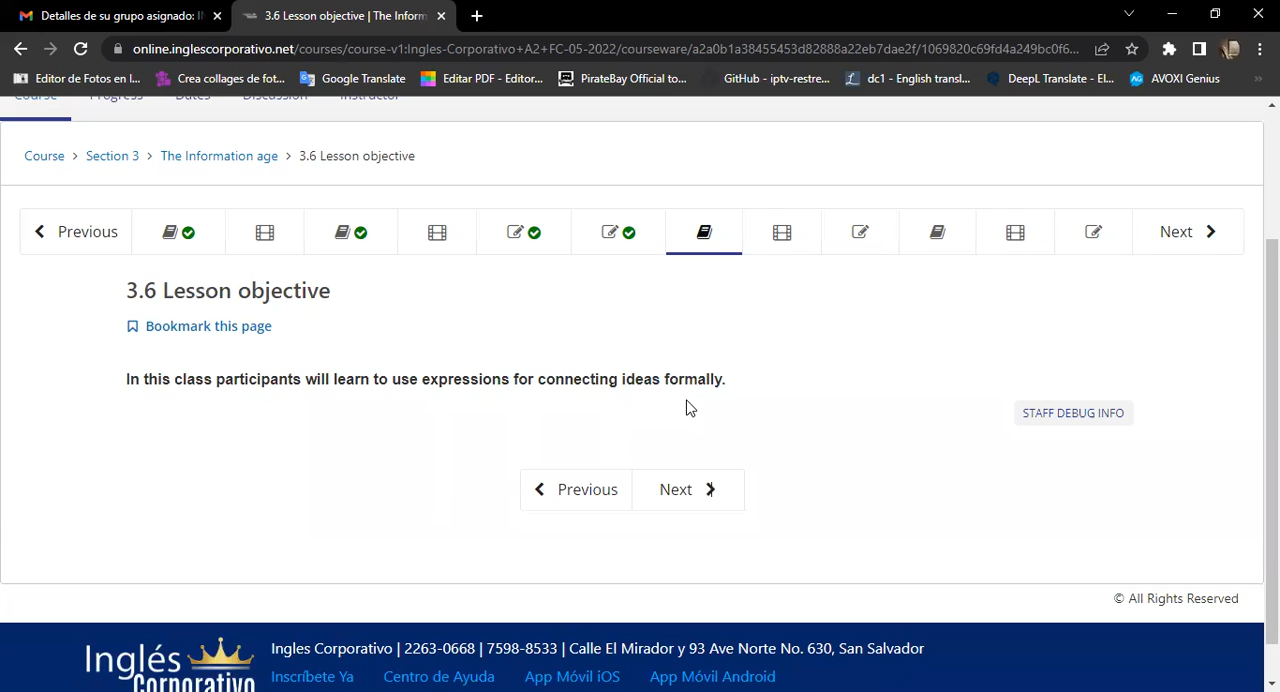 Detalles de su grupo asignado: I
3.6 Lesson objective | The Inform
online.inglescorporativo.net/courses/course-v1:Ingles-Corporativo+A2+FC-05-2022/courseware/a2a0b1a38455453d82888a22eb7dae2f/1069820c69fd4a249bc0f6...
Editor de Fotos en l... Crea collages de fot... Google Translate Editar PDF - Editor... PirateBay Official to... GitHub - iptv-restre... dc1 - English transl... DeepL Translate - El... AVOXI Genius »
Course Progress Dates Discussion Instructor
Course > Section 3 > The Information age > 3.6 Lesson objective
Previous Next
3.6 Lesson objective
Bookmark this page
In this class participants will learn to use expressions for connecting ideas formally.
STAFF DEBUG INFO
Previous Next
© All Rights Reserved
Inglés Corporativo
Ingles Corporativo | 2263-0668 | 7598-8533 | Calle El Mirador y 93 Ave Norte No. 630, San Salvador
Inscríbete Ya Centro de Ayuda App Móvil iOS App Móvil Android